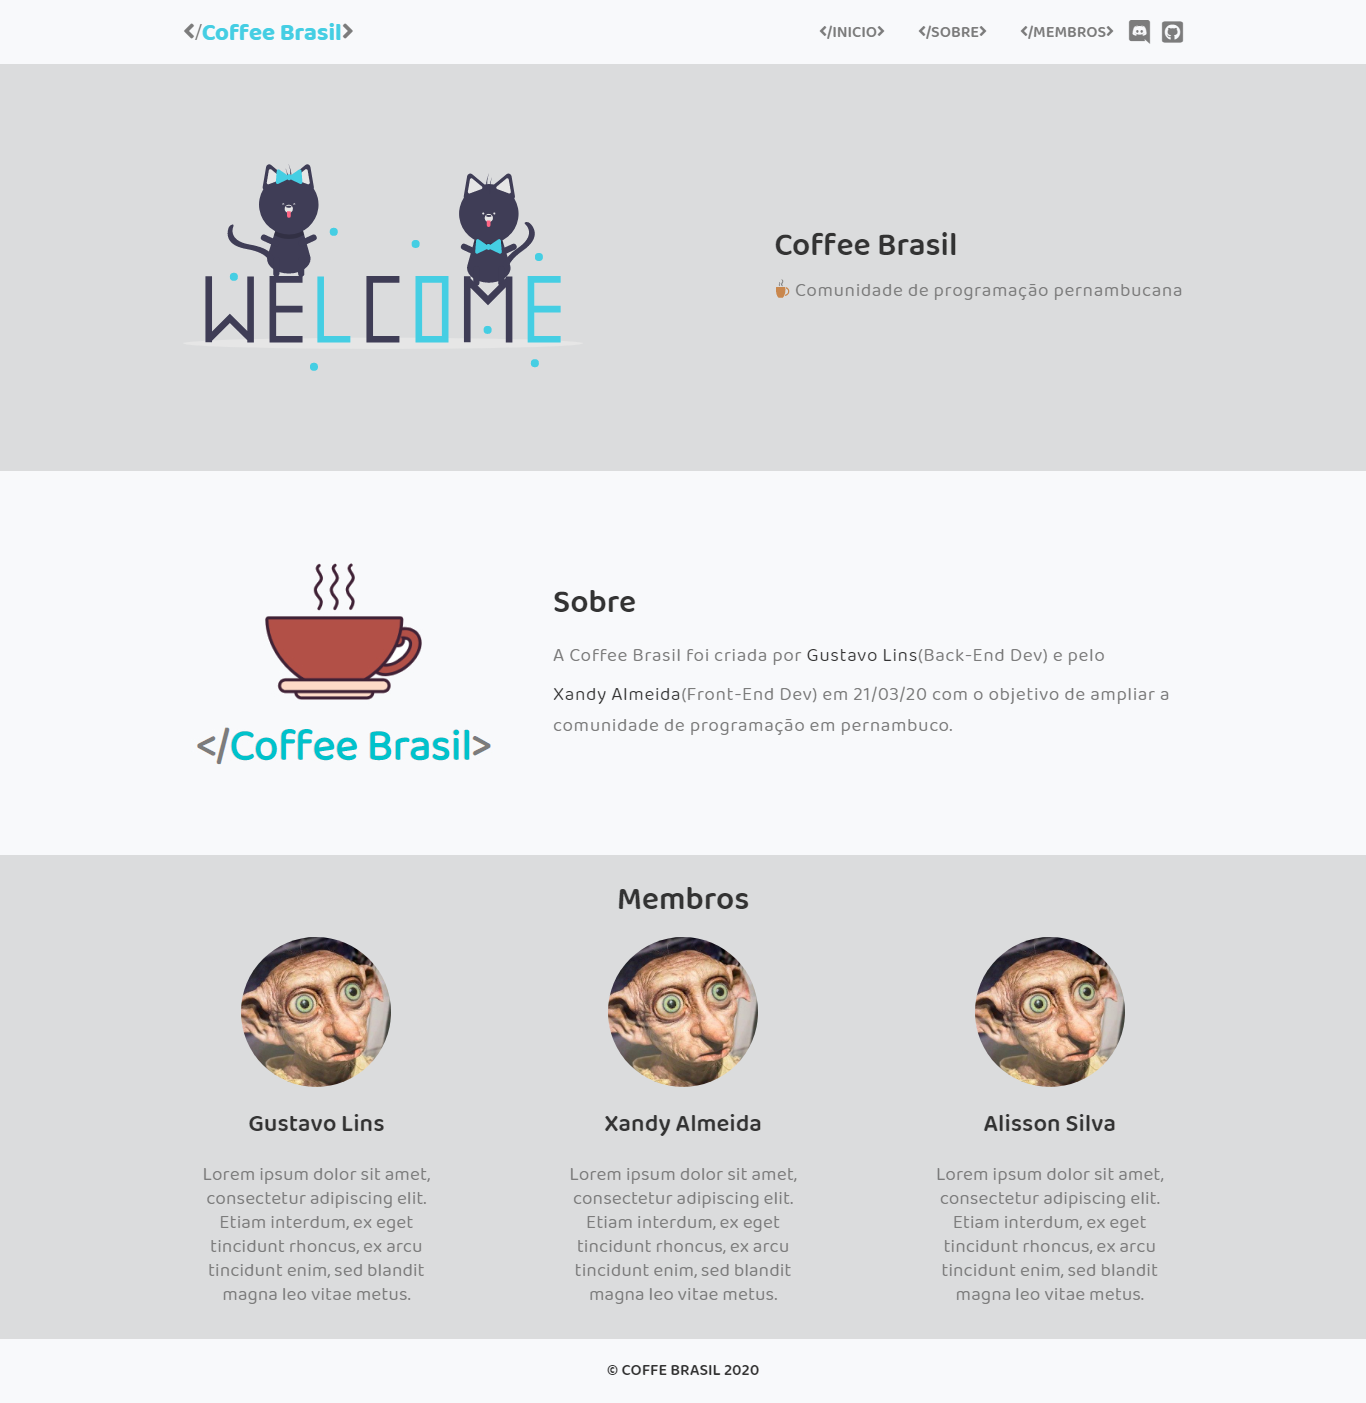 </Coffee Brasil>
</INICIO> </SOBRE> </MEMBROS>
WELCOME
Coffee Brasil
Comunidade de programação pernambucana
</Coffee Brasil>
Sobre
A Coffee Brasil foi criada por Gustavo Lins(Back-End Dev) e pelo
Xandy Almeida(Front-End Dev) em 21/03/20 com o objetivo de ampliar a
comunidade de programação em pernambuco.
Membros
Gustavo Lins
Lorem ipsum dolor sit amet,
consectetur adipiscing elit.
Etiam interdum, ex eget
tincidunt rhoncus, ex arcu
tincidunt enim, sed blandit
magna leo vitae metus.
Xandy Almeida
Lorem ipsum dolor sit amet,
consectetur adipiscing elit.
Etiam interdum, ex eget
tincidunt rhoncus, ex arcu
tincidunt enim, sed blandit
magna leo vitae metus.
Alisson Silva
Lorem ipsum dolor sit amet,
consectetur adipiscing elit.
Etiam interdum, ex eget
tincidunt rhoncus, ex arcu
tincidunt enim, sed blandit
magna leo vitae metus.
© COFFE BRASIL 2020